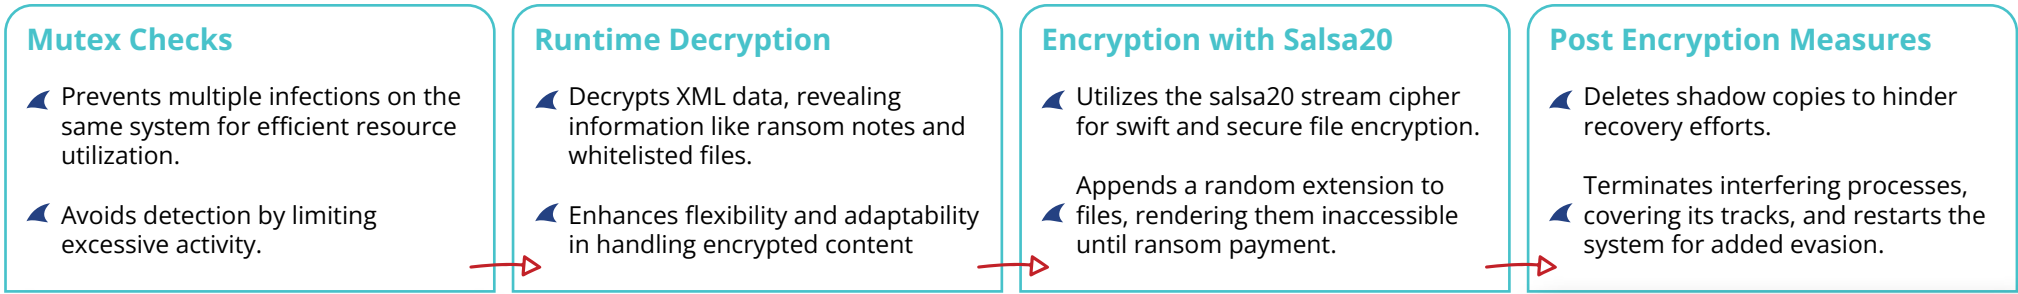 Mutex Checks
Prevents multiple infections on the
same system for efficient resource
utilization.
Avoids detection by limiting
excessive activity.
Runtime Decryption
Decrypts XML data, revealing
information like ransom notes and
whitelisted files.
Enhances flexibility and adaptability
in handling encrypted content
Encryption with Salsa20
Utilizes the salsa20 stream cipher
for swift and secure file encryption.
Appends a random extension to
files, rendering them inaccessible
until ransom payment.
Post Encryption Measures
Deletes shadow copies to hinder
recovery efforts.
Terminates interfering processes,
covering its tracks, and restarts the
system for added evasion.